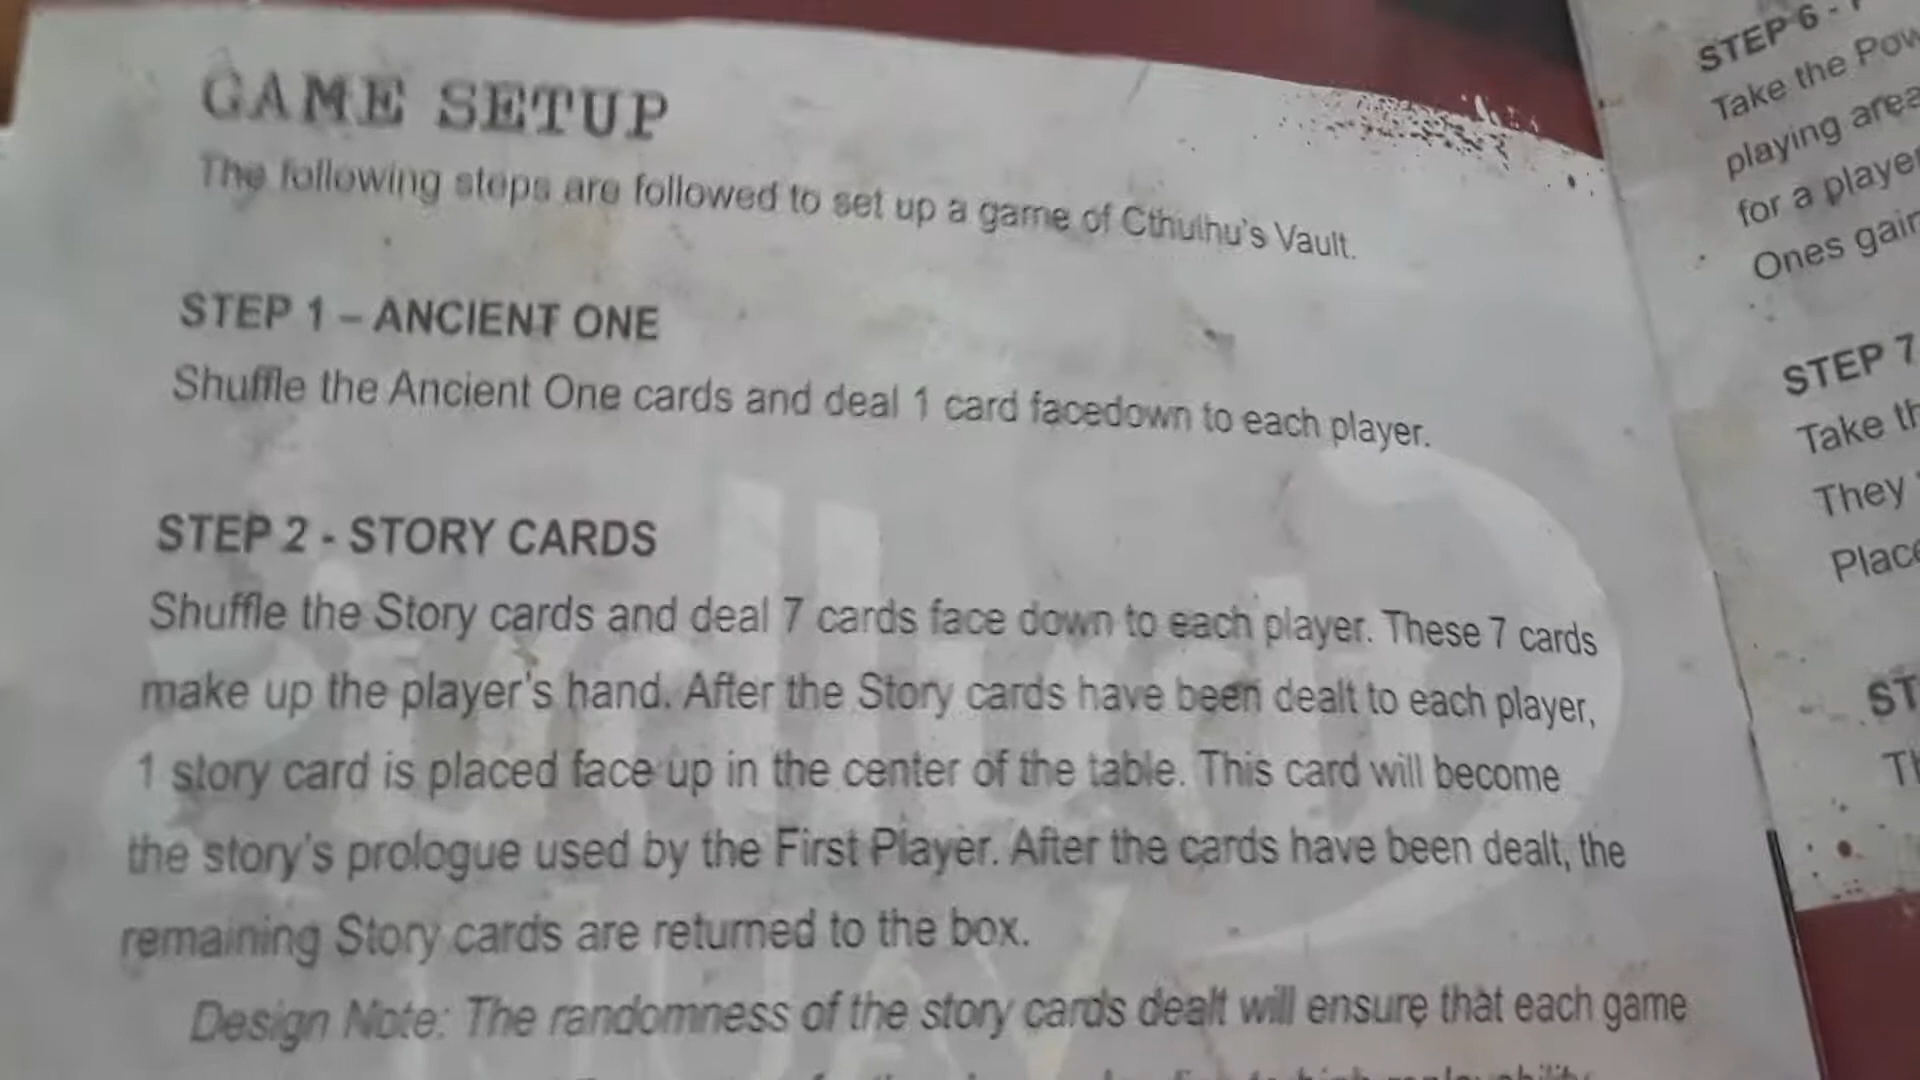 GAME SETUP
The following steps are followed to set up a game of Cthulhu's Vault.
STEP 1 – ANCIENT ONE
Shuffle the Ancient One cards and deal 1 card facedown to each player.
STEP 2 - STORY CARDS
Shuffle the Story cards and deal 7 cards face down to each player. These 7 cards
make up the player's hand. After the Story cards have been dealt to each player,
1 story card is placed face up in the center of the table. This card will become
the story's prologue used by the First Player. After the cards have been dealt, the
remaining Story cards are returned to the box.
Design Note: The randomness of the story cards dealt will ensure that each game
STEP 6 -
Take the
playing
for a
Ones
STEP 7
Take
They